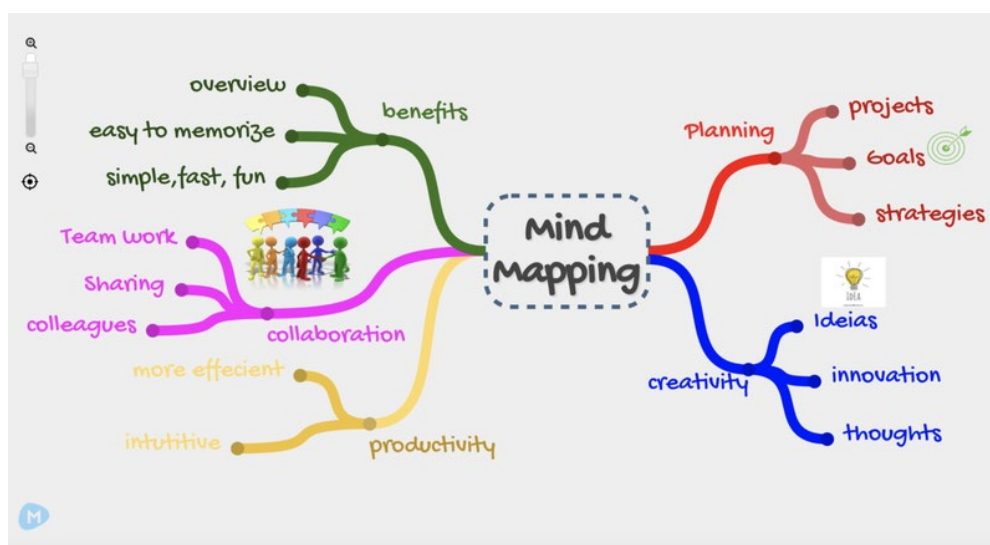 Mind
Mapping
benefits
overview
easy to memorize
simple,fast, fun
collaboration
Team work
Sharing
colleagues
productivity
more effecient
intutitive
Planning
projects
Goals
strategies
creativity
Ideias
innovation
thoughts
IDEA
M